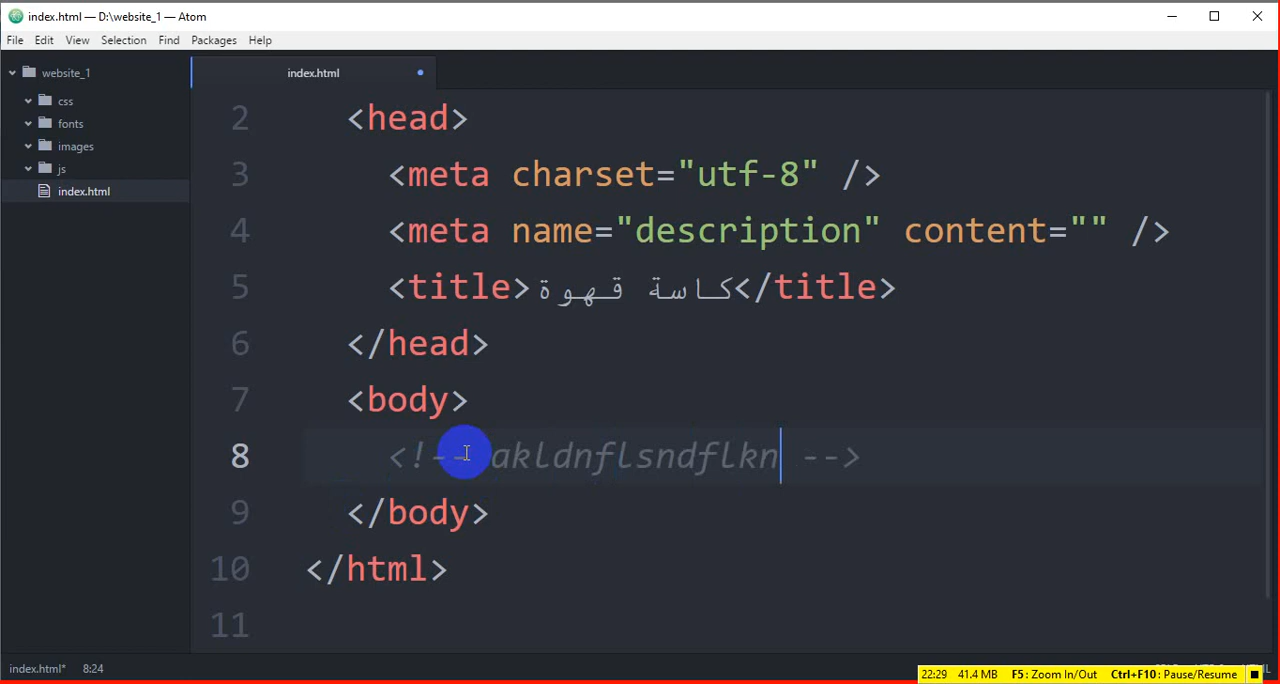 index.html — D:\website_1 — Atom
File Edit View Selection Find Packages Help
website_1
css
fonts
images
js
index.html
index.html
2 <head>
3 <meta charset="utf-8" />
4 <meta name="description" content="" />
5 <title>كاسة قهوة</title>
6 </head>
7 <body>
8 <!-- akldnflsndflkn -->
9 </body>
10 </html>
11
index.html* 8:24
22:29 41.4 MB F5: Zoom In/Out Ctrl+F10: Pause/Resume